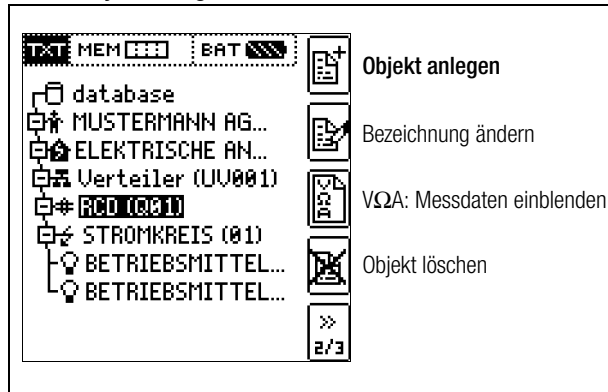 TXT MEM BAT
database
MUSTERMANN AG...
ELEKTRISCHE AN...
Verteiler (UV001)
RCD (Q01)
STROMKREIS (01)
BETRIEBSMITTEL...
BETRIEBSMITTEL...
Objekt anlegen
Bezeichnung ändern
VΩA
VΩA: Messdaten einblenden
Objekt löschen
»
2/3